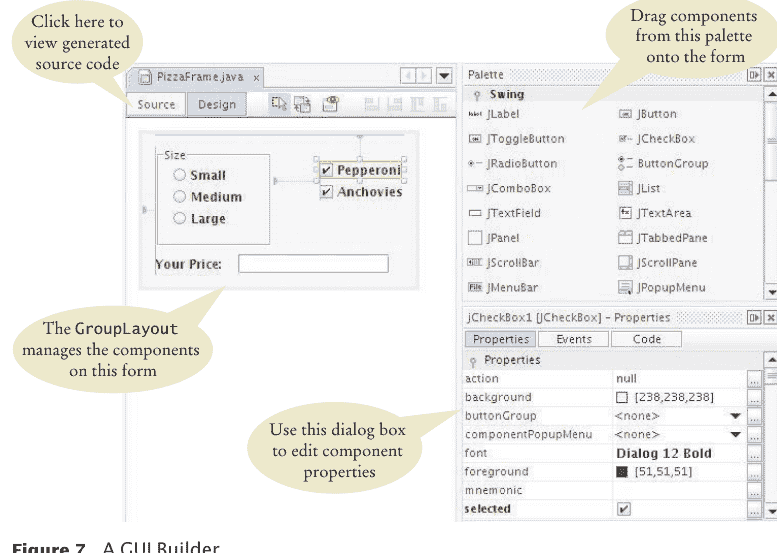 Click here to
view generated
source code
Drag components
from this palette
onto the form
PizzaFrame.java x
Source Design
Size
Small
Medium
Large
Pepperoni
Anchovies
Your Price:
The GroupLayout
manages the components
on this form
Use this dialog box
to edit component
properties
Palette
Swing
JLabel JButton
JToggleButton JCheckBox
JRadioButton ButtonGroup
JComboBox JList
JTextField JTextArea
JPanel JTabbedPane
JScrollBar JScrollPane
JMenuBar JPopupMenu
jCheckBox1 [JCheckBox] - Properties
Properties Events Code
Properties
action null ...
background [238,238,238] ...
buttonGroup <none> ...
componentPopupMenu <none> ...
font Dialog 12 Bold ...
foreground [51,51,51] ...
mnemonic ...
selected ...
Figure 7 A GUI Builder